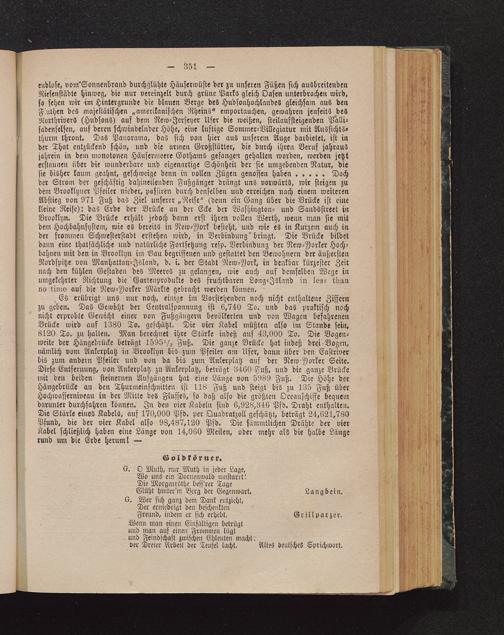 — 351 —
endlose, vom Sonnenbrand durchglühte Häuserwüste der zu unseren Füßen sich ausbreitenden
Riesenstädte hinweg, die nur vereinzelt durch grüne Parks gleich Oasen unterbrochen wird,
so sehen wir im Hintergrunde die blauen Berge des Hudsonhochlandes gleichsam aus den
Fluthen des majestätischen „amerikanischen Rheins" emportauchen, gewahren jenseits des
Northrivers (Hudsons) auf dem New-Jerseyer Ufer die weißen, steilaufsteigenden Palli-
sadenfelsen, auf deren schwindelnder Höhe, eine luftige Sommer-Villegiatur mit Aussichts-
thurm thront. Das Panorama, das sich von hier aus unseren Auge darbietet, ist in
der That entzückend schön, und die armen Großstädter, die durch ihren Beruf jahraus
jahrein in den monotonen Häusermeere Gothams gefangen gehalten worden, werden jetzt
erstaunen über die wunderbare und eigenartige Schönheit der sie umgebenden Natur, die
sie bisher kaum geahnt, geschweige denn in vollen Zügen genossen haben . . . . . Doch
der Strom der geschäftig dahineilenden Fußgänger drängt uns vorwärts, wir steigen zu
dem Brooklyner Pfeiler nieder, passiren durch denselben und erreichen nach einem weiteren
Abstieg von 971 Fuß das Ziel unserer „Reise" (denn ein Gang über die Brücke ist eine
kleine Reise): das Erde der Brücke an der Ecke der Washington- und Sandsstreet in
Brooklyn. Die Brücke erhält jedoch dann erst ihren vollen Werth, wenn man sie mit
dem Hochbahnsystem, wie es bereits in New-York besteht, und wie es in Kurzen auch in
der frommen Schwesterstadt erstehen wird, in Verbindung bringt. Die Brücke bildet
dann eine thatsächliche und natürliche Fortsetzung resp. Verbindung der New-Yorker Hoch-
bahnen mit den in Brooklyn im Bau begriffenen und gestattet den Bewohnern der äußersten
Nordspitze von Manhattan-Island, d. i. der Stadt New-York, in denkbar kürzester Zeit
nach den kühlen Gestaden des Meeres zu gelangen, wie auch auf demselben Wege in
umgekehrter Richtung die Gartenprodukte des fruchtbaren Long-Island in less than
no time auf die New-Yorker Märkte gebracht werden können.
Es erübrigt uns nur noch, einige im Vorstehenden noch nicht enthaltene Ziffern
zu geben. Das Gewicht der Centralspannung ist 6,740 To. und das praktisch noch
nicht erprobte Gewicht einer von Fußgängern bevölkerten und von Wagen befahrenen
Brücke wird auf 1380 To. geschätzt. Die vier Kabel müßten also im Stande sein,
8120 To. zu halten. Man berechnet ihre Stärke indeß auf 43,000 To. Die Bogen-
weite der Hängebrücke beträgt 1595½ Fuß. Die ganze Brücke hat indeß drei Bogen,
nämlich vom Ankerplatz in Brooklyn bis zum Pfeiler am Ufer, dann über den Eastriver
bis zum andern Pfeiler und von da bis zum Ankerplatz auf der New-Yorker Seite.
Diese Entfernung, von Ankerplatz zu Ankerplatz, beträgt 3460 Fuß, und die ganze Brücke
mit den beiden steinernen Aufgängen hat eine Länge von 5989 Fuß. Die Höhe der
Hängebrücke an den Thurmeinschnitten ist 118 Fuß und steigt bis zu 135 Fuß über
Hochwasserniveau in der Mitte des Flusses, so daß also die größten Oceanschiffe bequem
darunter durchfahren können. In den vier Kabeln sind 6,928,346 Pfd. Draht enthalten.
Die Stärke eines Kabels, auf 170,000 Pfd. per Quadratzoll geschätzt, beträgt 24,621,780
Pfund, die der vier Kabel also 98,487,120 Pfd. Die sämmtlichen Drähte der vier
Kabel schließlich haben eine Länge von 14,060 Meilen, oder mehr als die halbe Länge
rund um die Erde herum! —
Goldkörner.
G. O Muth, nur Muth in jeder Lage,
Wo uns ein Dornenwald umstarrt!
Die Morgenröthe bess'rer Tage
Glüht hinter'm Berg der Gegenwart. Langbein.
G. Wer sich ganz dem Dank entzieht,
Der erniedrigt den beschenkten
Freund, indem er sich erhebt. Grillparzer.
Wenn man einen Einfältigen betrügt
und man auf einen Frommen lügt
und Feindschaft zwischen Ehleuten macht:
der Dreier Arbeit der Teufel lacht. Altes deutsches Sprichwort.